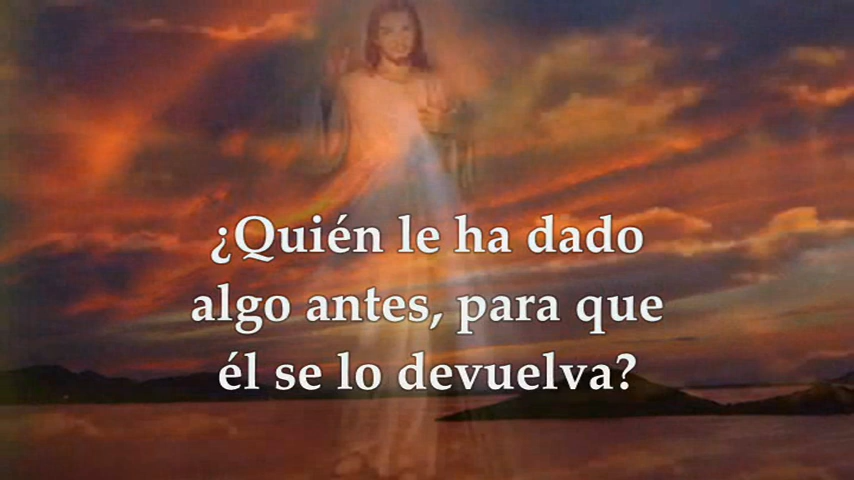 ¿Quién le ha dado
algo antes, para que
él se lo devuelva?